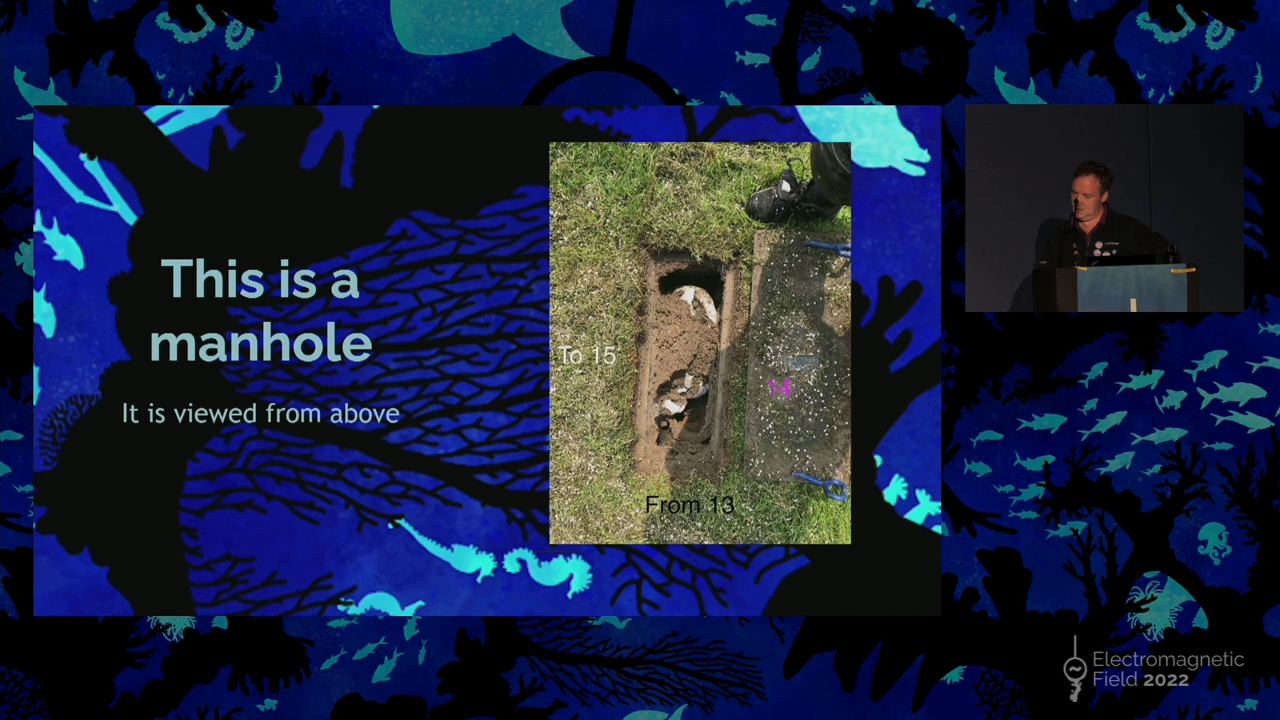 This is a
manhole
It is viewed from above
To 15
14
From 13
Electromagnetic
Field 2022